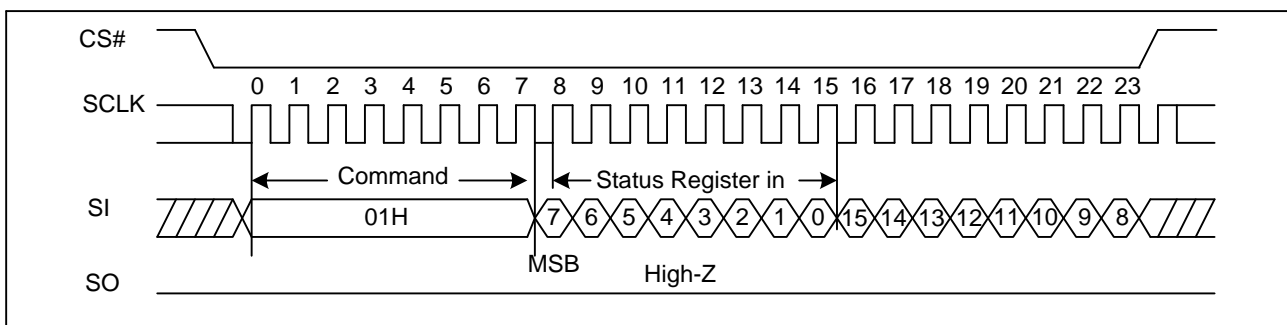 CS#
0 1 2 3 4 5 6 7 8 9 10 11 12 13 14 15 16 17 18 19 20 21 22 23
SCLK
Command Status Register in
SI 01H 7 6 5 4 3 2 1 0 15 14 13 12 11 10 9 8
MSB
High-Z
SO